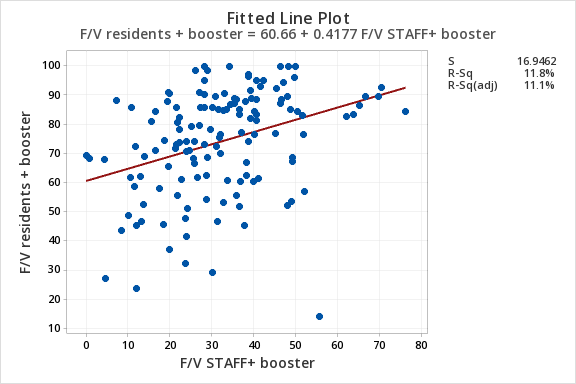 Fitted Line Plot
F/V residents + booster = 60.66 + 0.4177 F/V STAFF+ booster
S 16.9462
R-Sq 11.8%
R-Sq(adj) 11.1%
F/V residents + booster
100
90
80
70
60
50
40
30
20
10
0 10 20 30 40 50 60 70 80
F/V STAFF+ booster